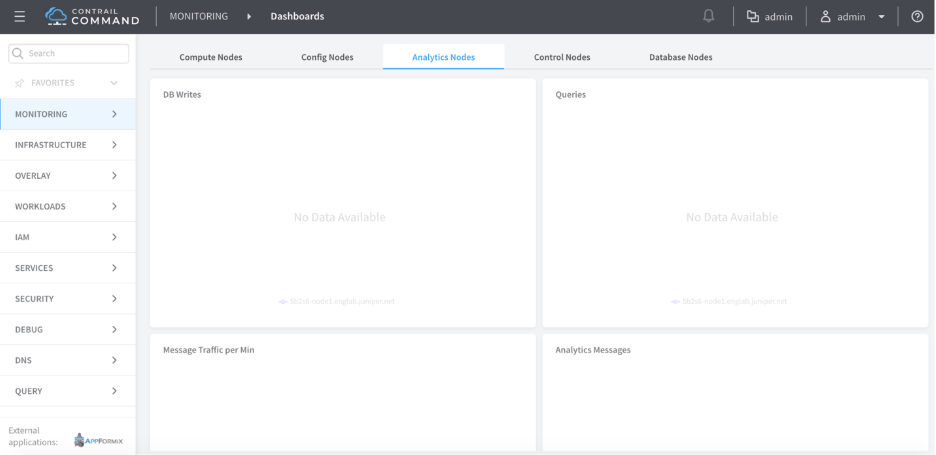 CONTRAIL
COMMAND
MONITORING
Dashboards
admin
admin
Search
FAVORITES
MONITORING
INFRASTRUCTURE
OVERLAY
WORKLOADS
IAM
SERVICES
SECURITY
DEBUG
DNS
QUERY
External
applications:
APPFORMIX
Compute Nodes
Config Nodes
Analytics Nodes
Control Nodes
Database Nodes
DB Writes
No Data Available
Queries
No Data Available
Message Traffic per Min
Analytics Messages